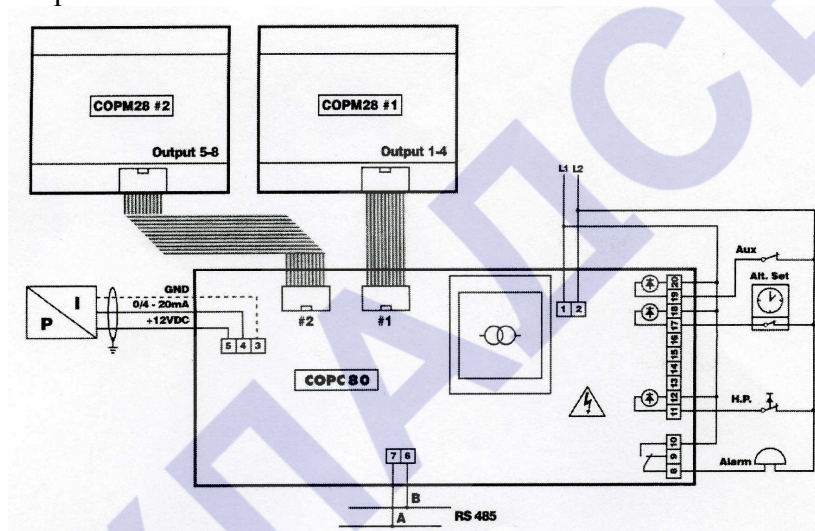 COPM28 #2
Output 5-8
COPM28 #1
Output 1-4
L1 L2
Aux
Alt. Set
GND
0/4 - 20mA
+12VDC
I
P
5 4 3
#2
#1
1 2
20
19
18
17
16
15
14
13
12
11
10
9
8
COPC80
H.P.
Alarm
7 6
B
A
RS 485